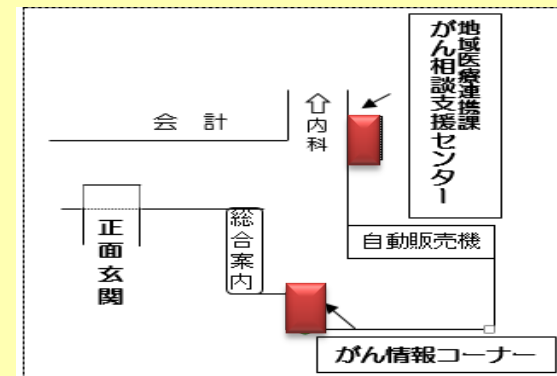 地域医療連携課
がん相談支援センター
会　計
⇧内科
正面玄関
総合案内
自動販売機
がん情報コーナー